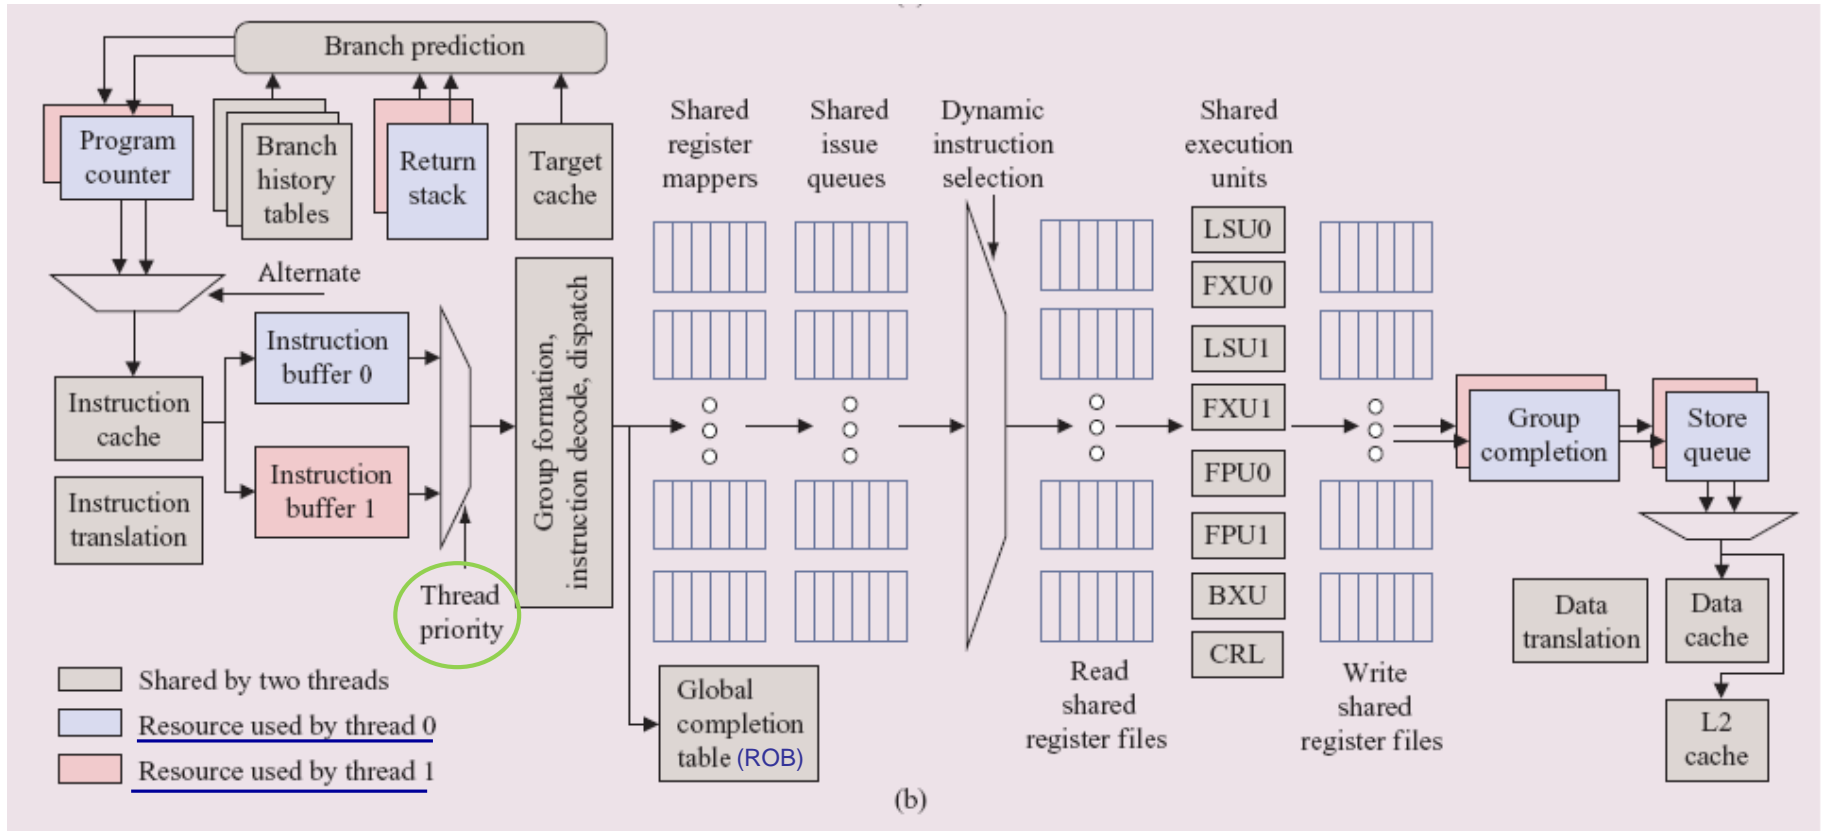 Branch prediction
Program
counter
Branch
history
tables
Return
stack
Target
cache
Shared
register
mappers
Shared
issue
queues
Dynamic
instruction
selection
Shared
execution
units
Alternate
Instruction
cache
Instruction
translation
Instruction
buffer 0
Instruction
buffer 1
Thread
priority
Group formation,
instruction decode, dispatch
Global
completion
table (ROB)
LSU0
FXU0
LSU1
FXU1
FPU0
FPU1
BXU
CRL
Read
shared
register files
Write
shared
register files
Group
completion
Store
queue
Data
translation
Data
cache
L2
cache
Shared by two threads
Resource used by thread 0
Resource used by thread 1
(b)